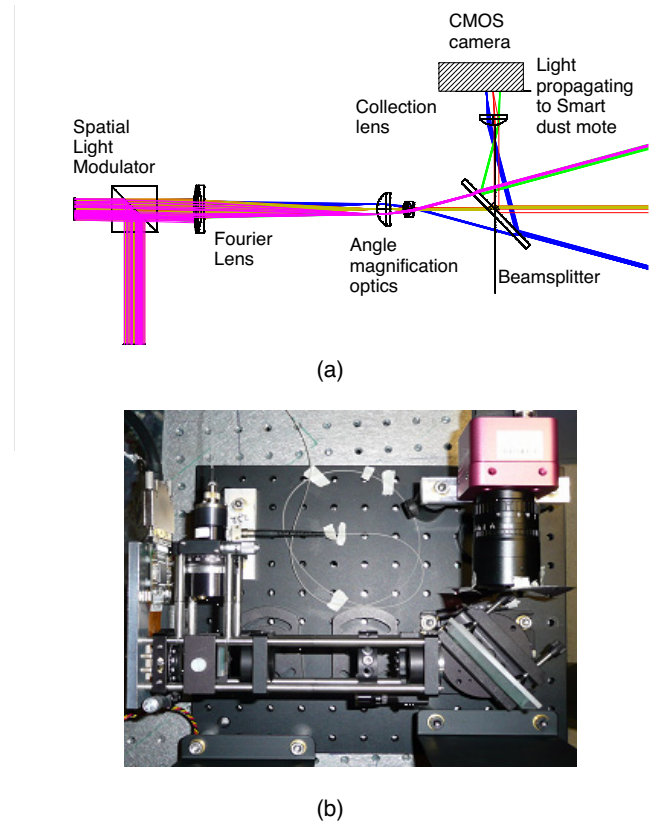 CMOS
camera
Light
propagating
to Smart
dust mote
Collection
lens
Spatial
Light
Modulator
Fourier
Lens
Angle
magnification
optics
Beamsplitter
(a)
(b)